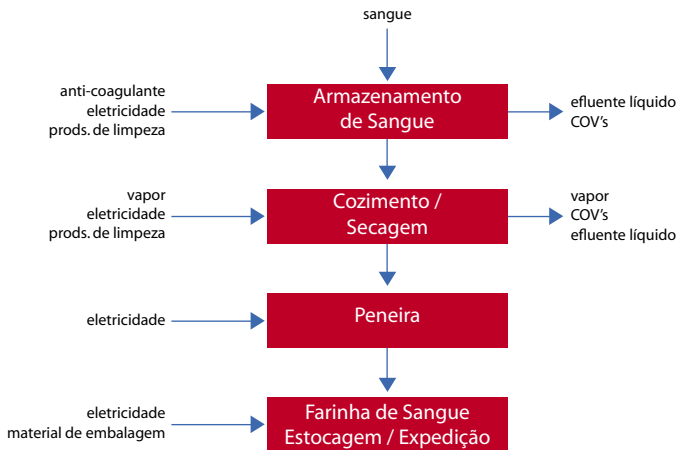 sangue
anti-coagulante
eletricidade
prods. de limpeza
Armazenamento
de Sangue
efluente líquido
COV's
vapor
eletricidade
prods. de limpeza
Cozimento /
Secagem
vapor
COV's
efluente líquido
eletricidade
Peneira
eletricidade
material de embalagem
Farinha de Sangue
Estocagem / Expedição